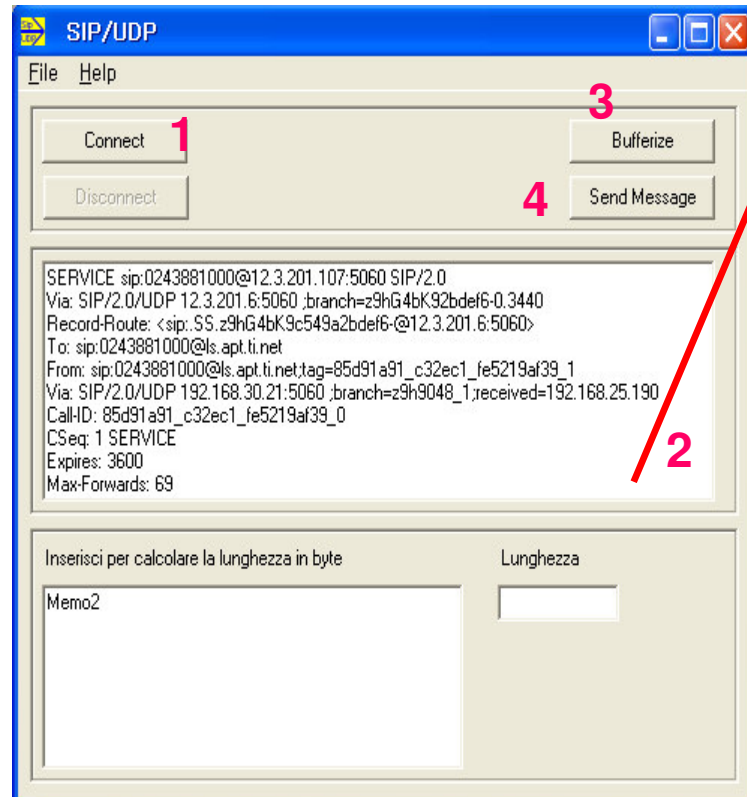 SIP/UDP
File Help
1
3
Connect
Bufferize
Disconnect
4
Send Message
SERVICE sip:0243881000@12.3.201.107:5060 SIP/2.0
Via: SIP/2.0/UDP 12.3.201.6:5060 ;branch=z9hG4bK92bdef6-0.3440
Record-Route: <sip:.SS.z9hG4bK9c549a2bdef6-@12.3.201.6:5060>
To: sip:0243881000@ls.apt.ti.net
From: sip:0243881000@ls.apt.ti.net;tag=85d91a91_c32ec1_fe5219af39_1
Via: SIP/2.0/UDP 192.168.30.21:5060 ;branch=z9h9048_1;received=192.168.25.190
Call-ID: 85d91a91_c32ec1_fe5219af39_0
CSeq: 1 SERVICE
Expires: 3600
Max-Forwards: 69
2
Inserisci per calcolare la lunghezza in byte
Lunghezza
Memo2